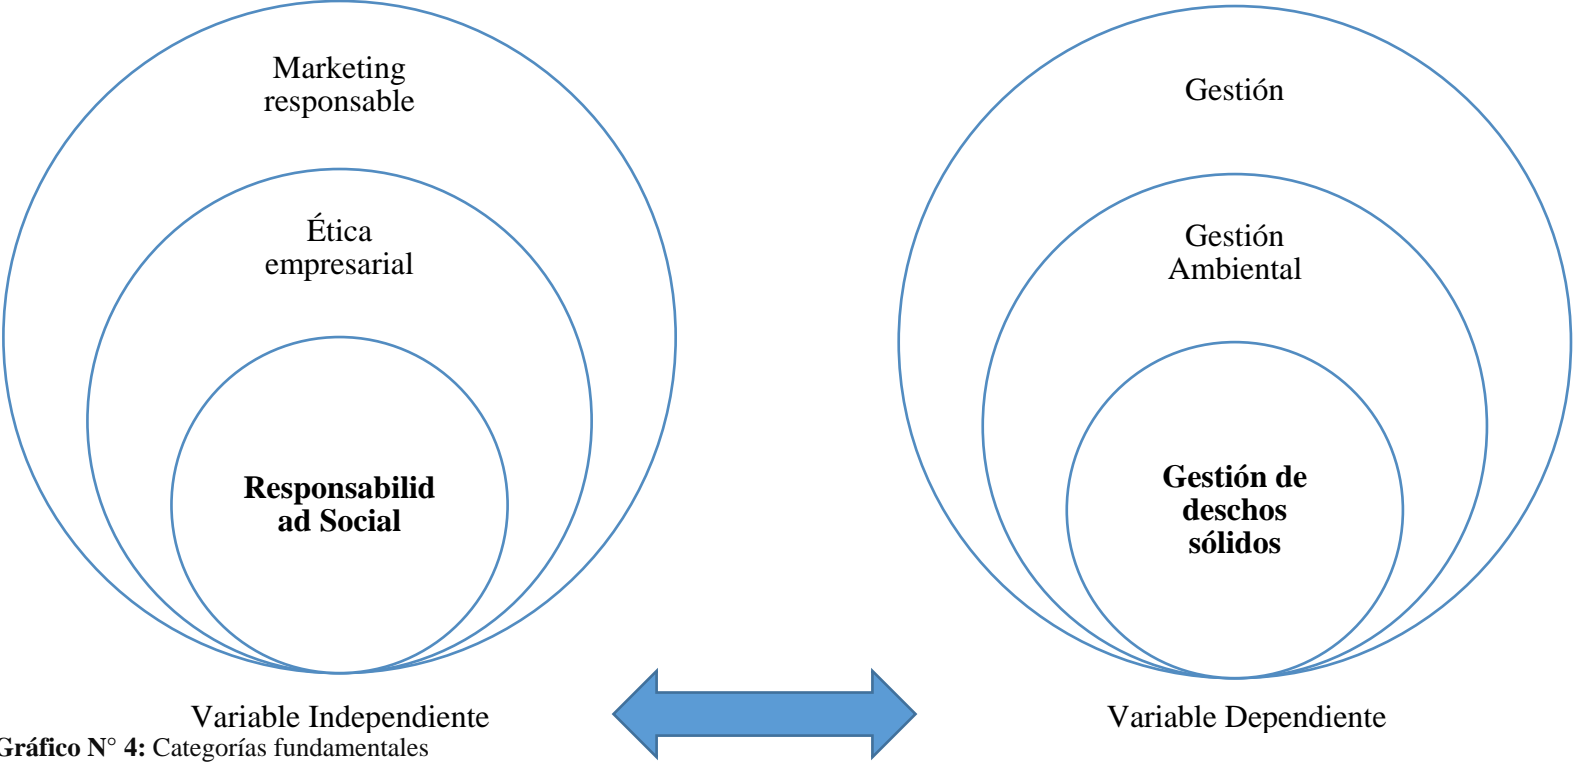 Marketing
responsable
Ética
empresarial
Responsabilid
ad Social
Variable Independiente
Gestión
Gestión
Ambiental
Gestión de
deschos
sólidos
Variable Dependiente
Gráfico N° 4: Categorías fundamentales